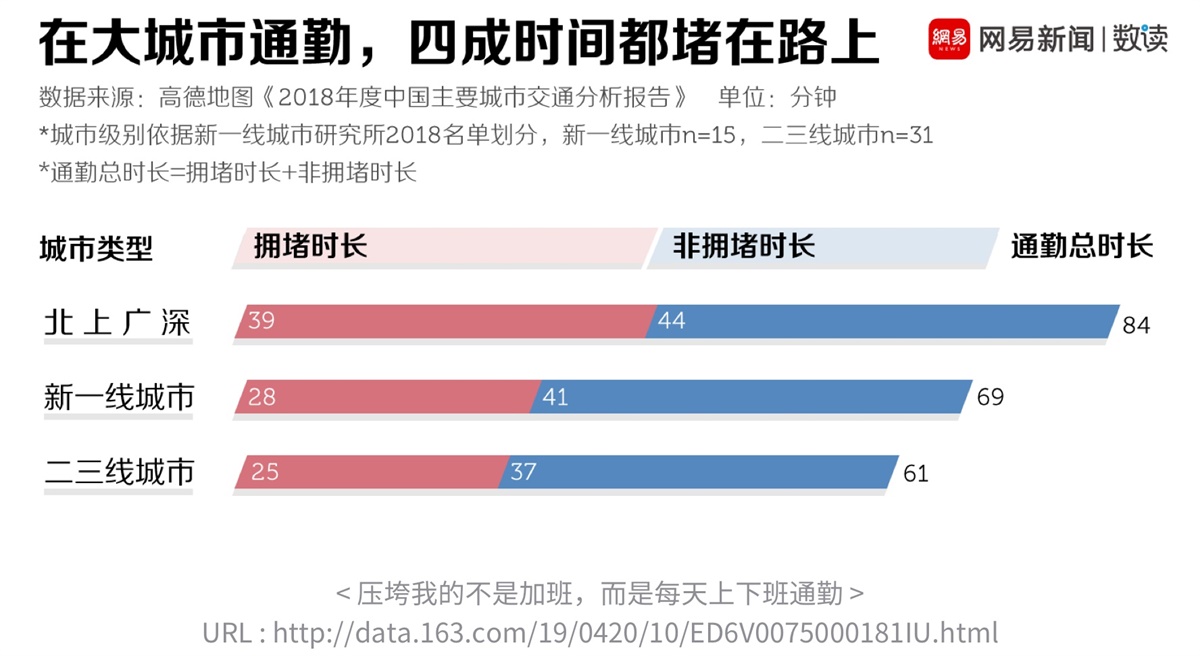 在大城市通勤，四成时间都堵在路上
網易 NEWS 网易新闻 | 数读
数据来源：高德地图《2018年度中国主要城市交通分析报告》 单位：分钟
*城市级别依据新一线城市研究所2018名单划分，新一线城市n=15，二三线城市n=31
*通勤总时长=拥堵时长+非拥堵时长
城市类型 拥堵时长 非拥堵时长 通勤总时长
北上广深 39 44 84
新一线城市 28 41 69
二三线城市 25 37 61
< 压垮我的不是加班，而是每天上下班通勤 >
URL : http://data.163.com/19/0420/10/ED6V0075000181IU.html